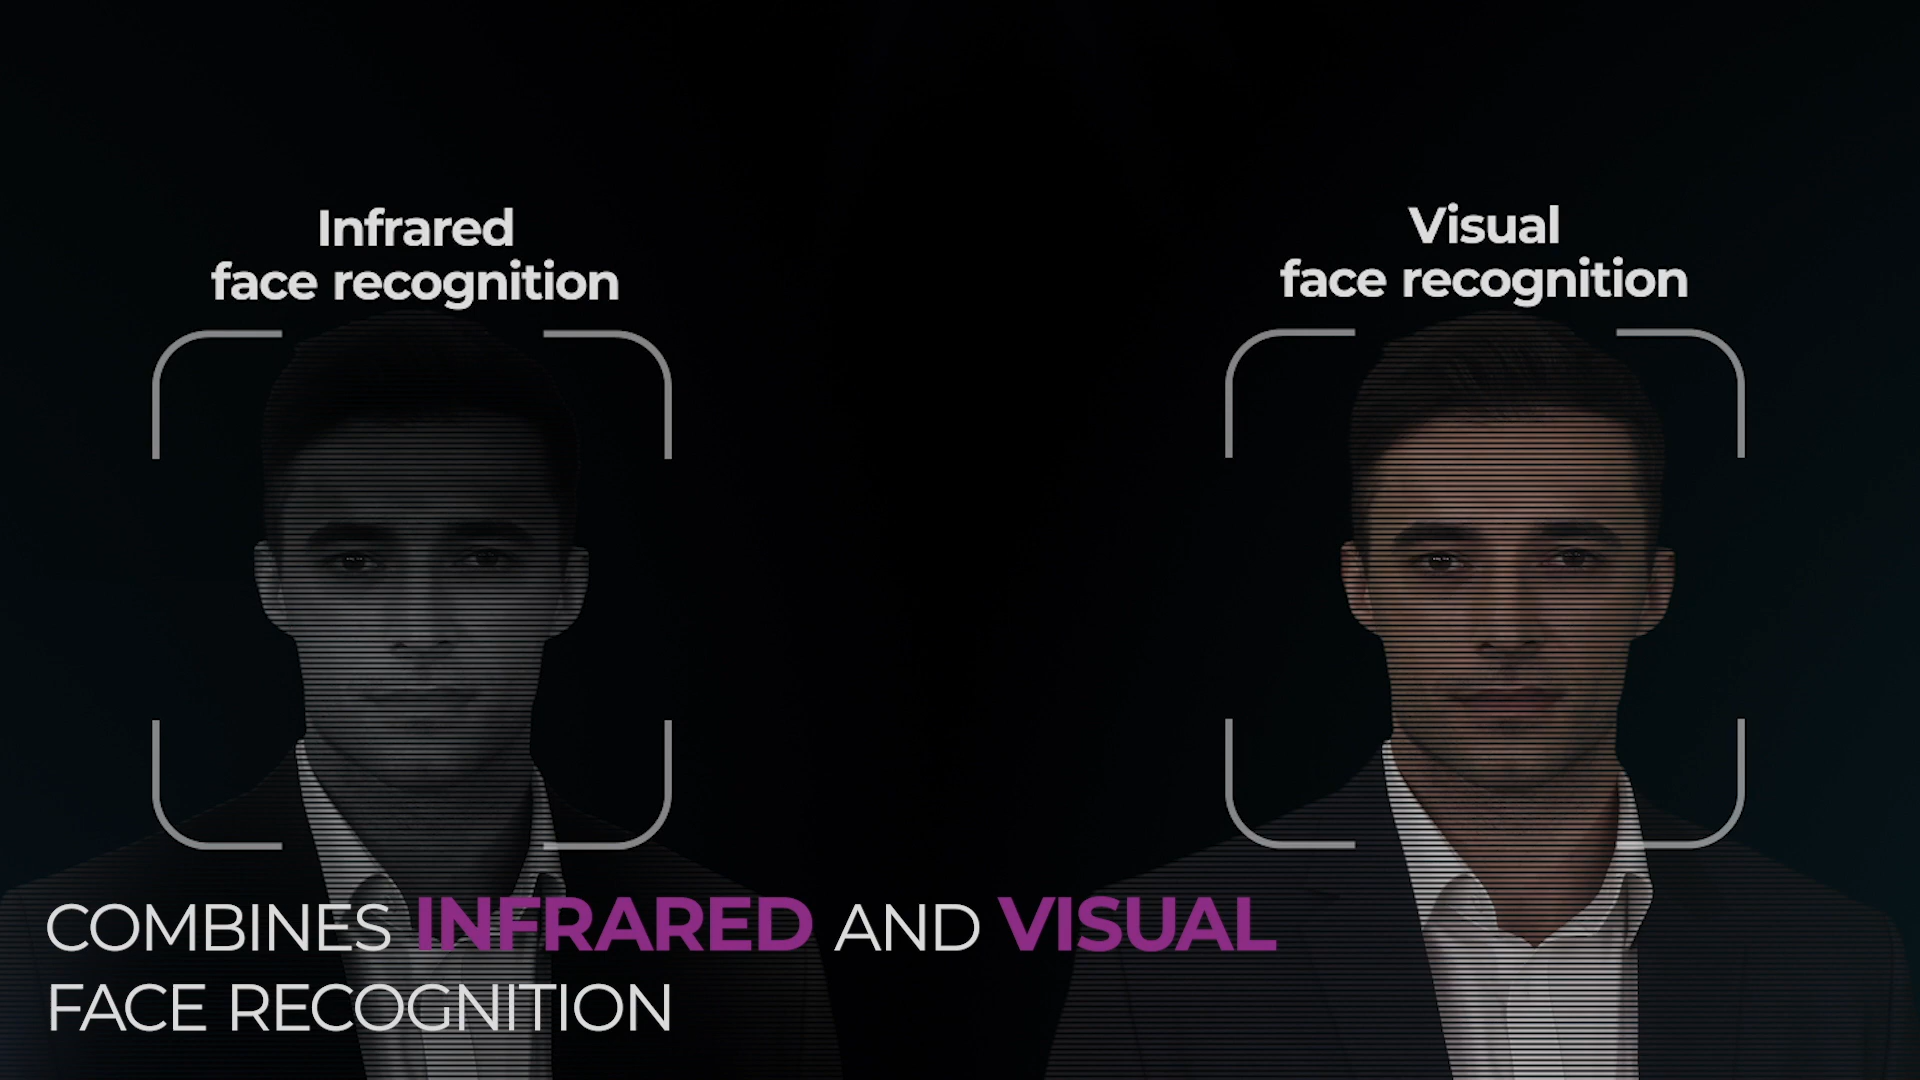 Infrared
face recognition
Visual
face recognition
COMBINES INFRARED AND VISUAL
FACE RECOGNITION